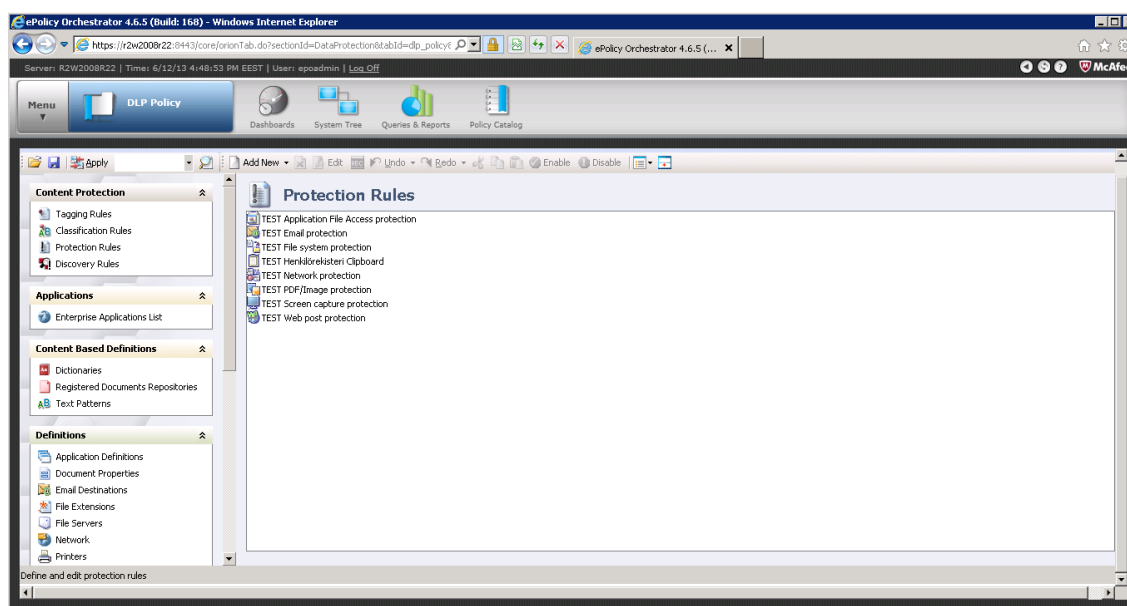 ePolicy Orchestrator 4.6.5 (Build: 168) - Windows Internet Explorer
https://r2w2008r22:8443/core/orionTab.do?sectionId=DataProtection&tabId=dlp_policy
ePolicy Orchestrator 4.6.5 (...
Server: R2W2008R22 | Time: 6/12/13 4:48:53 PM EEST | User: epoadmin | Log Off
McAfe
Menu
DLP Policy
Dashboards
System Tree
Queries & Reports
Policy Catalog
Apply
Add New
Edit
Undo
Redo
Enable
Disable
Content Protection
Tagging Rules
Classification Rules
Protection Rules
Discovery Rules
Applications
Enterprise Applications List
Content Based Definitions
Dictionaries
Registered Documents Repositories
Text Patterns
Definitions
Application Definitions
Document Properties
Email Destinations
File Extensions
File Servers
Network
Printers
Protection Rules
TEST Application File Access protection
TEST Email protection
TEST File system protection
TEST Henkilörekisteri Clipboard
TEST Network protection
TEST PDF/Image protection
TEST Screen capture protection
TEST Web post protection
Define and edit protection rules